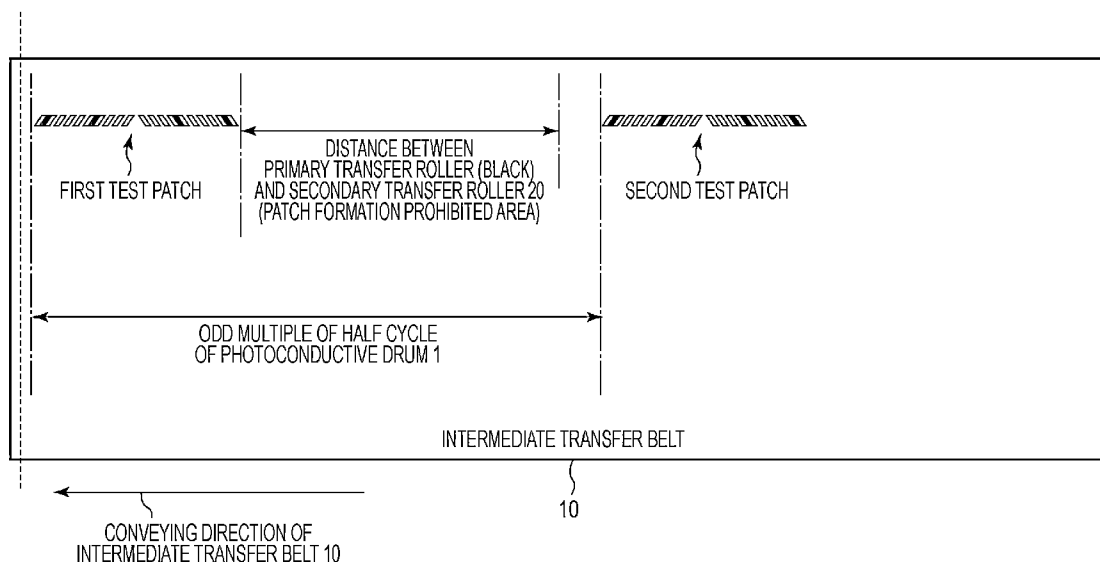 FIRST TEST PATCH
DISTANCE BETWEEN
PRIMARY TRANSFER ROLLER (BLACK)
AND SECONDARY TRANSFER ROLLER 20
(PATCH FORMATION PROHIBITED AREA)
SECOND TEST PATCH
ODD MULTIPLE OF HALF CYCLE
OF PHOTOCONDUCTIVE DRUM 1
INTERMEDIATE TRANSFER BELT
10
CONVEYING DIRECTION OF
INTERMEDIATE TRANSFER BELT 10